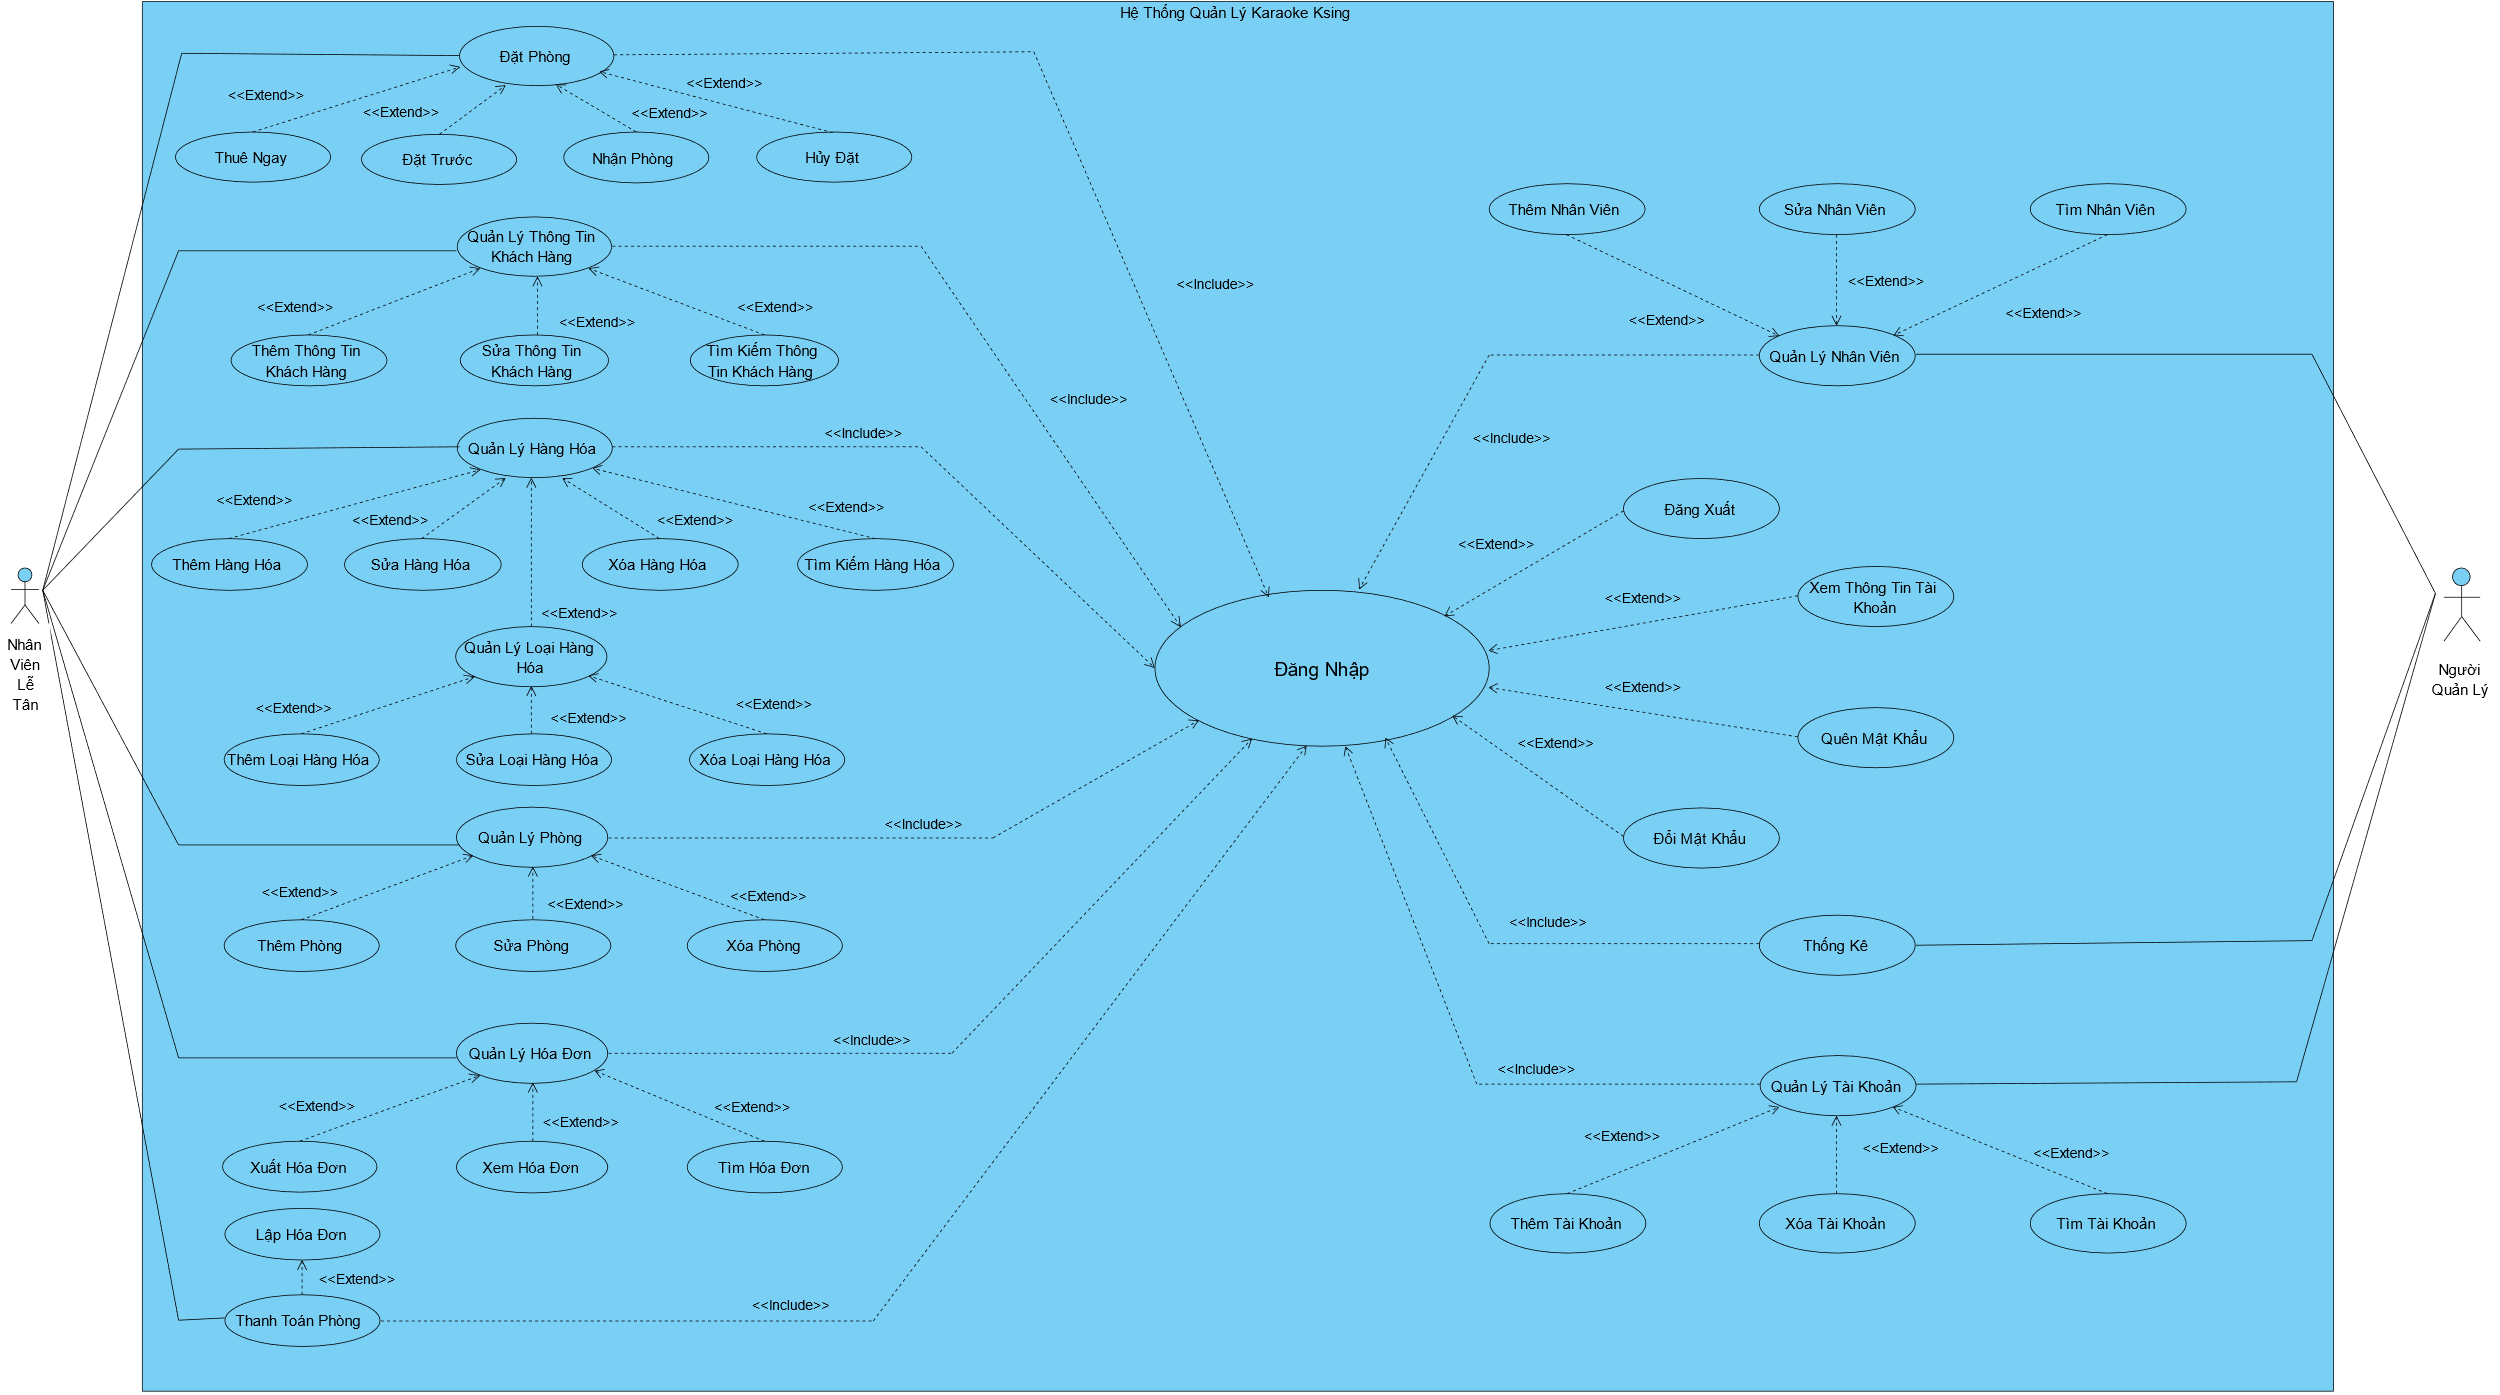 Hệ Thống Quản Lý Karaoke Ksing
Đặt Phòng
<<Extend>>
<<Extend>>
<<Extend>>
<<Extend>>
Thuê Ngay
Đặt Trước
Nhận Phòng
Hủy Đặt
<<Include>>
Quản Lý Thông Tin
Khách Hàng
<<Extend>>
<<Extend>>
<<Extend>>
Thêm Thông Tin
Khách Hàng
Sửa Thông Tin
Khách Hàng
Tìm Kiếm Thông
Tin Khách Hàng
<<Include>>
Quản Lý Hàng Hóa
<<Include>>
<<Extend>>
<<Extend>>
<<Extend>>
<<Extend>>
Thêm Hàng Hóa
Sửa Hàng Hóa
Xóa Hàng Hóa
Tìm Kiếm Hàng Hóa
<<Extend>>
Quản Lý Loại Hàng
Hóa
<<Extend>>
<<Extend>>
<<Extend>>
Thêm Loại Hàng Hóa
Sửa Loại Hàng Hóa
Xóa Loại Hàng Hóa
Quản Lý Phòng
<<Include>>
<<Extend>>
<<Extend>>
<<Extend>>
Thêm Phòng
Sửa Phòng
Xóa Phòng
Quản Lý Hóa Đơn
<<Include>>
<<Extend>>
<<Extend>>
<<Extend>>
Xuất Hóa Đơn
Xem Hóa Đơn
Tìm Hóa Đơn
Lập Hóa Đơn
<<Extend>>
Thanh Toán Phòng
<<Include>>
Nhân
Viên
Lễ
Tân
Đăng Nhập
Thêm Nhân Viên
Sửa Nhân Viên
Tìm Nhân Viên
<<Extend>>
<<Extend>>
<<Extend>>
Quản Lý Nhân Viên
<<Include>>
Đăng Xuất
<<Extend>>
Xem Thông Tin Tài
Khoản
<<Extend>>
<<Extend>>
Quên Mật Khẩu
<<Extend>>
Đổi Mật Khẩu
<<Include>>
Thống Kê
<<Include>>
Quản Lý Tài Khoản
<<Extend>>
<<Extend>>
<<Extend>>
Thêm Tài Khoản
Xóa Tài Khoản
Tìm Tài Khoản
Người
Quản Lý